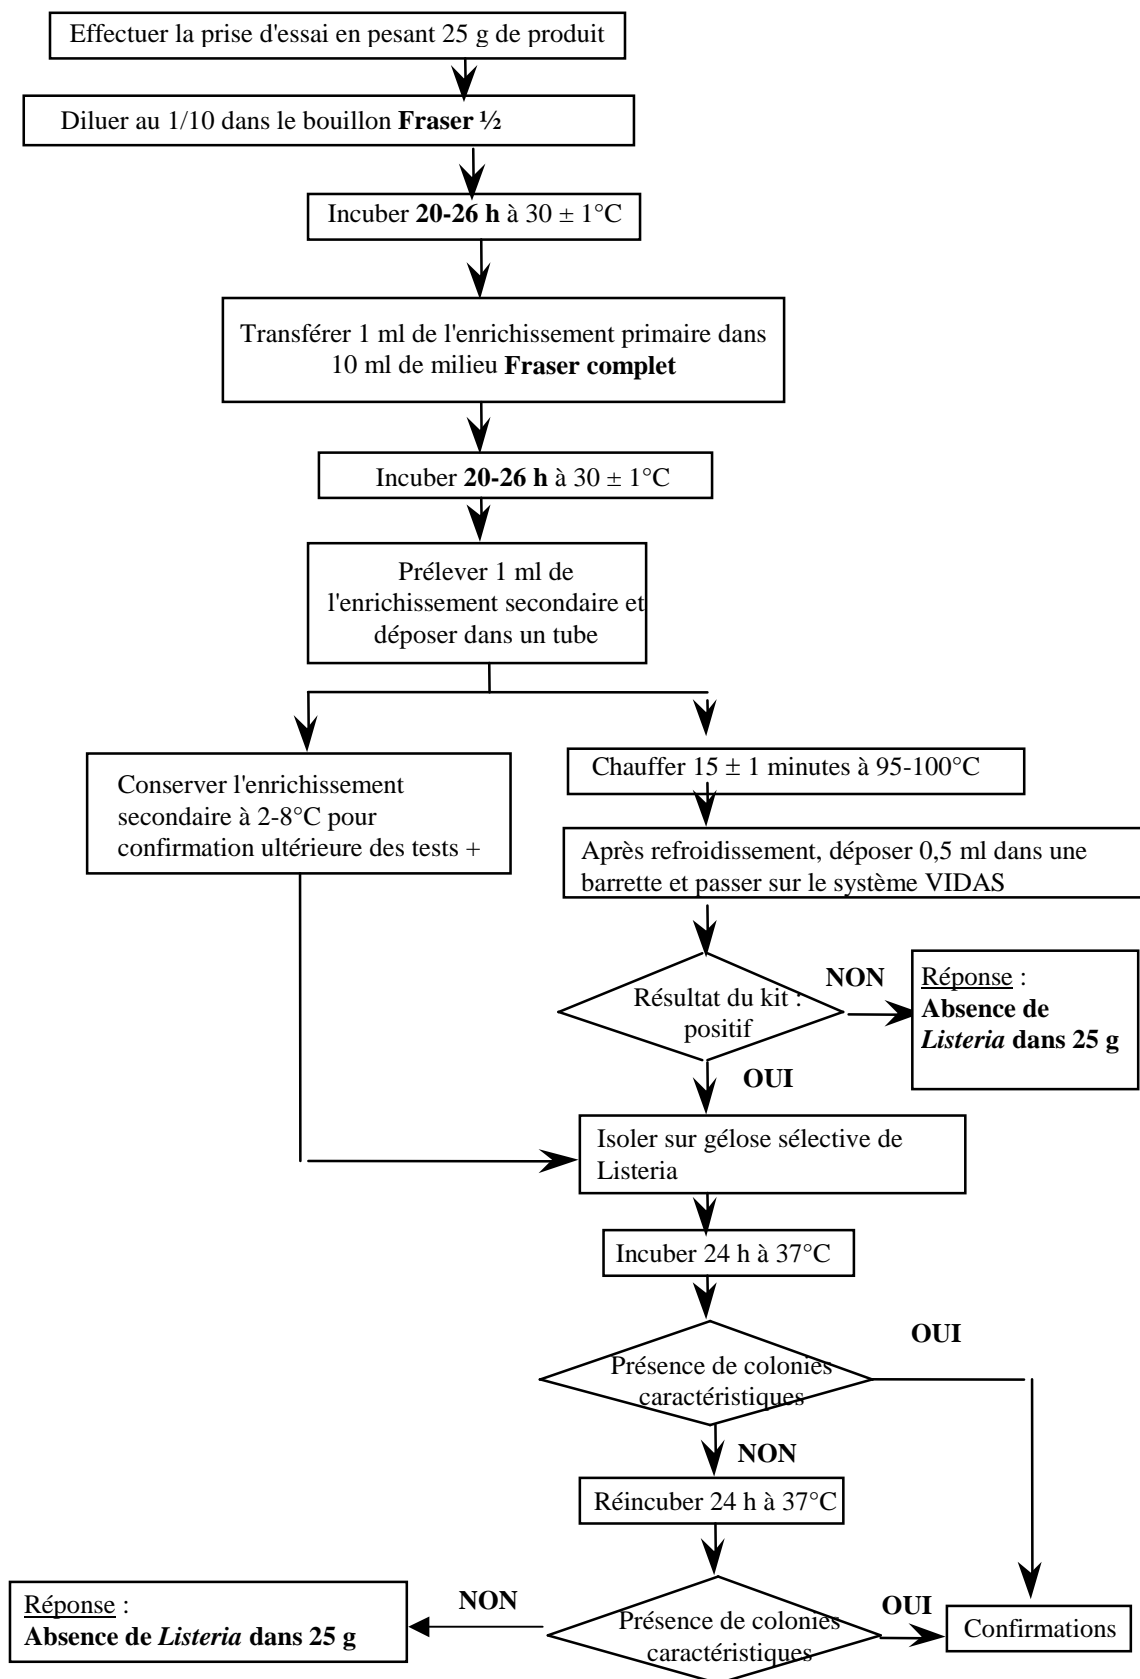 Effectuer la prise d'essai en pesant 25 g de produit
Diluer au 1/10 dans le bouillon Fraser ½
Incuber 20-26 h à 30 ± 1°C
Transférer 1 ml de l'enrichissement primaire dans
10 ml de milieu Fraser complet
Incuber 20-26 h à 30 ± 1°C
Prélever 1 ml de
l'enrichissement secondaire et
déposer dans un tube
Conserver l'enrichissement
secondaire à 2-8°C pour
confirmation ultérieure des tests +
Chauffer 15 ± 1 minutes à 95-100°C
Après refroidissement, déposer 0,5 ml dans une
barrette et passer sur le système VIDAS
Résultat du kit :
positif
NON
Réponse :
Absence de
Listeria dans 25 g
OUI
Isoler sur gélose sélective de
Listeria
Incuber 24 h à 37°C
Présence de colonies
caractéristiques
OUI
NON
Réincuber 24 h à 37°C
Présence de colonies
caractéristiques
NON
Réponse :
Absence de Listeria dans 25 g
OUI
Confirmations